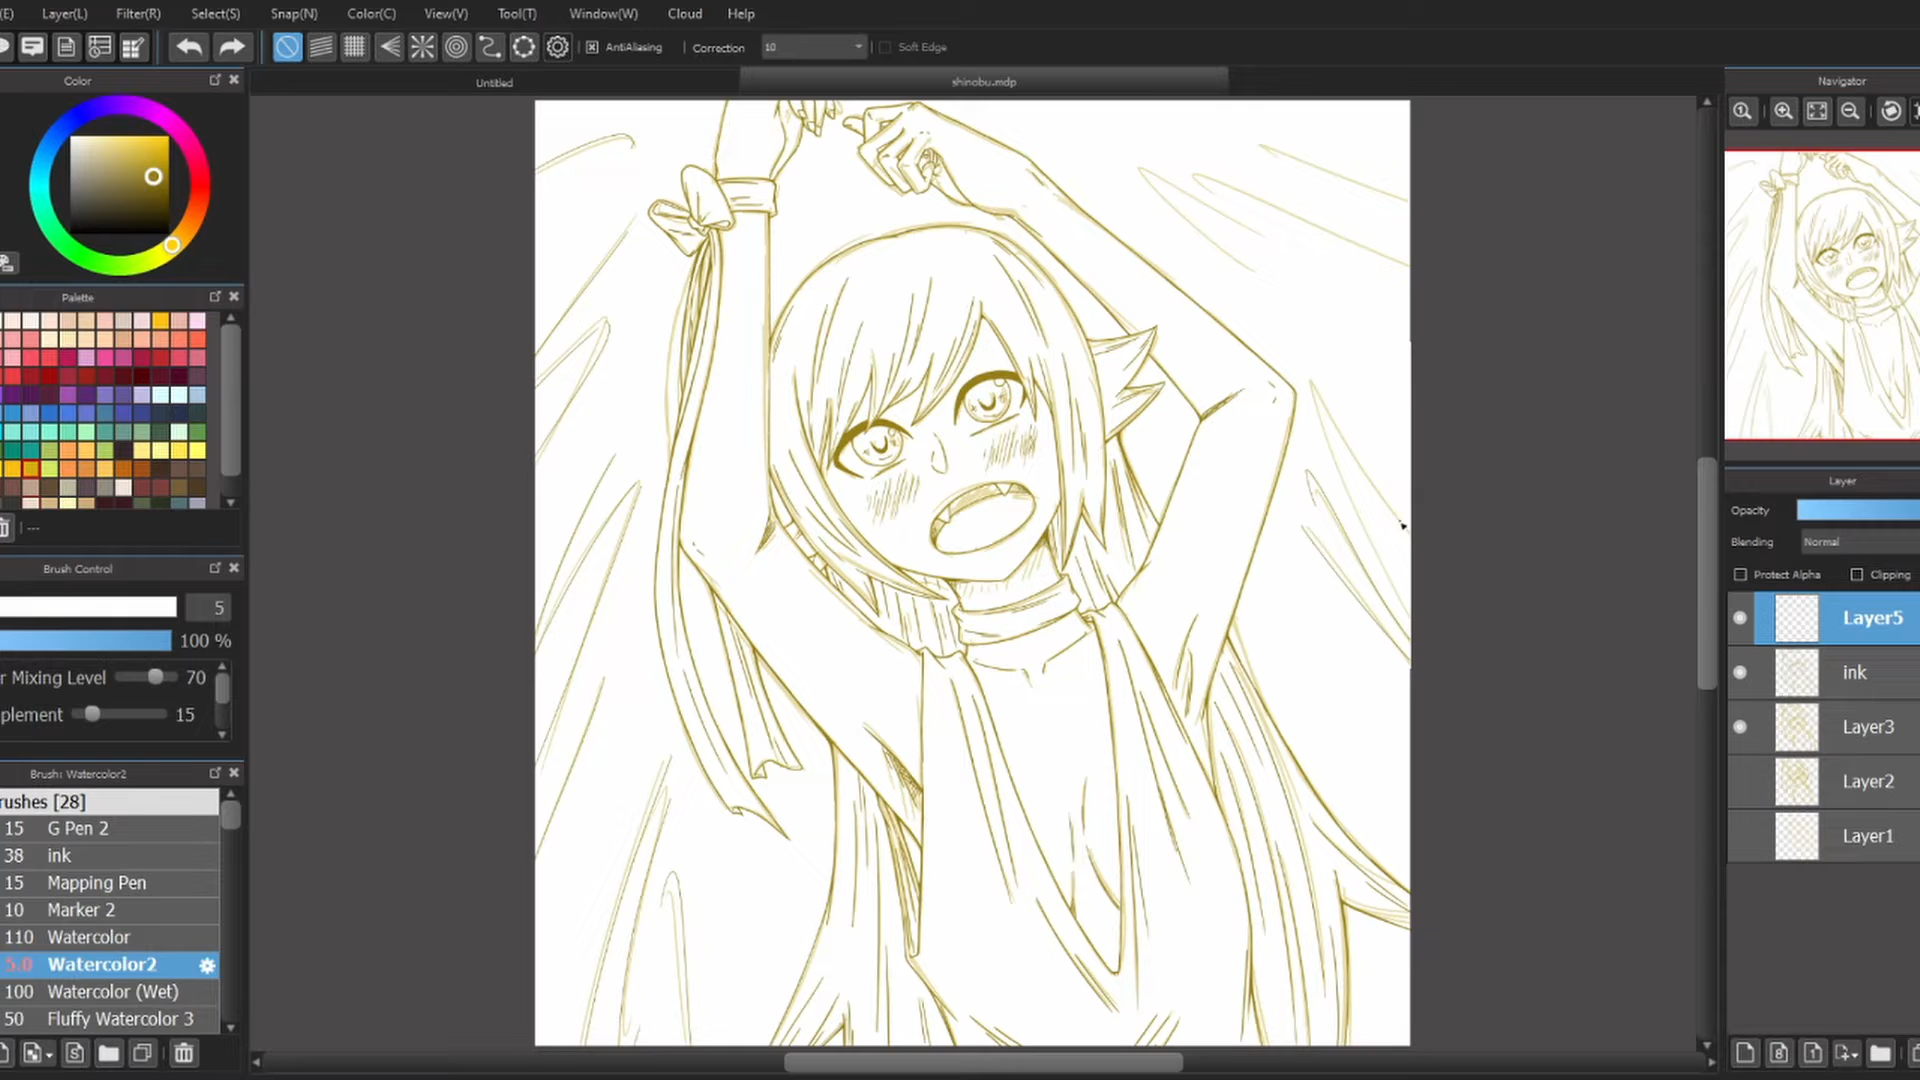 (E) Layer(L) Filter(R) Select(S) Snap(N) Color(C) View(V) Tool(T) Window(W) Cloud Help
AntiAliasing Correction 10 Soft Edge
Color
Untitled
shinobu.mdp
Navigator
Palette
---
Brush Control
5
100 %
r Mixing Level 70
plement 15
Brush: Watercolor2
rushes [28]
15 G Pen 2
38 ink
15 Mapping Pen
10 Marker 2
110 Watercolor
5.0 Watercolor2
100 Watercolor (Wet)
50 Fluffy Watercolor 3
Layer
Opacity
Blending Normal
Protect Alpha Clipping
Layer5
ink
Layer3
Layer2
Layer1